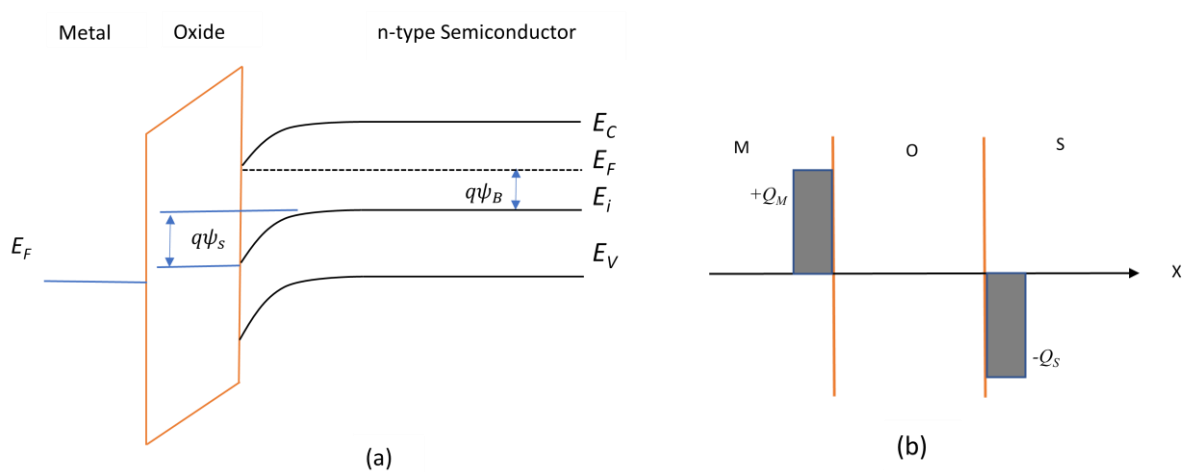 Metal
Oxide
n-type Semiconductor
E_C
E_F
qψ_B
E_i
qψ_s
E_F
E_V
(a)
M
O
S
+Q_M
X
-Q_S
(b)